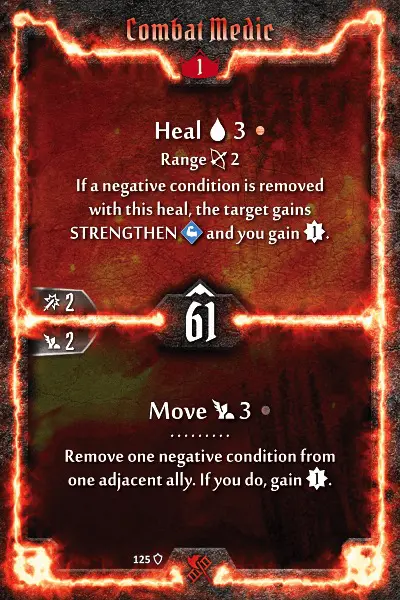 Combat Medic
1
Heal 3
Range 2
If a negative condition is removed
with this heal, the target gains
STRENGTHEN and you gain 1.
2
61
2
Move 3
Remove one negative condition from
one adjacent ally. If you do, gain 1.
125